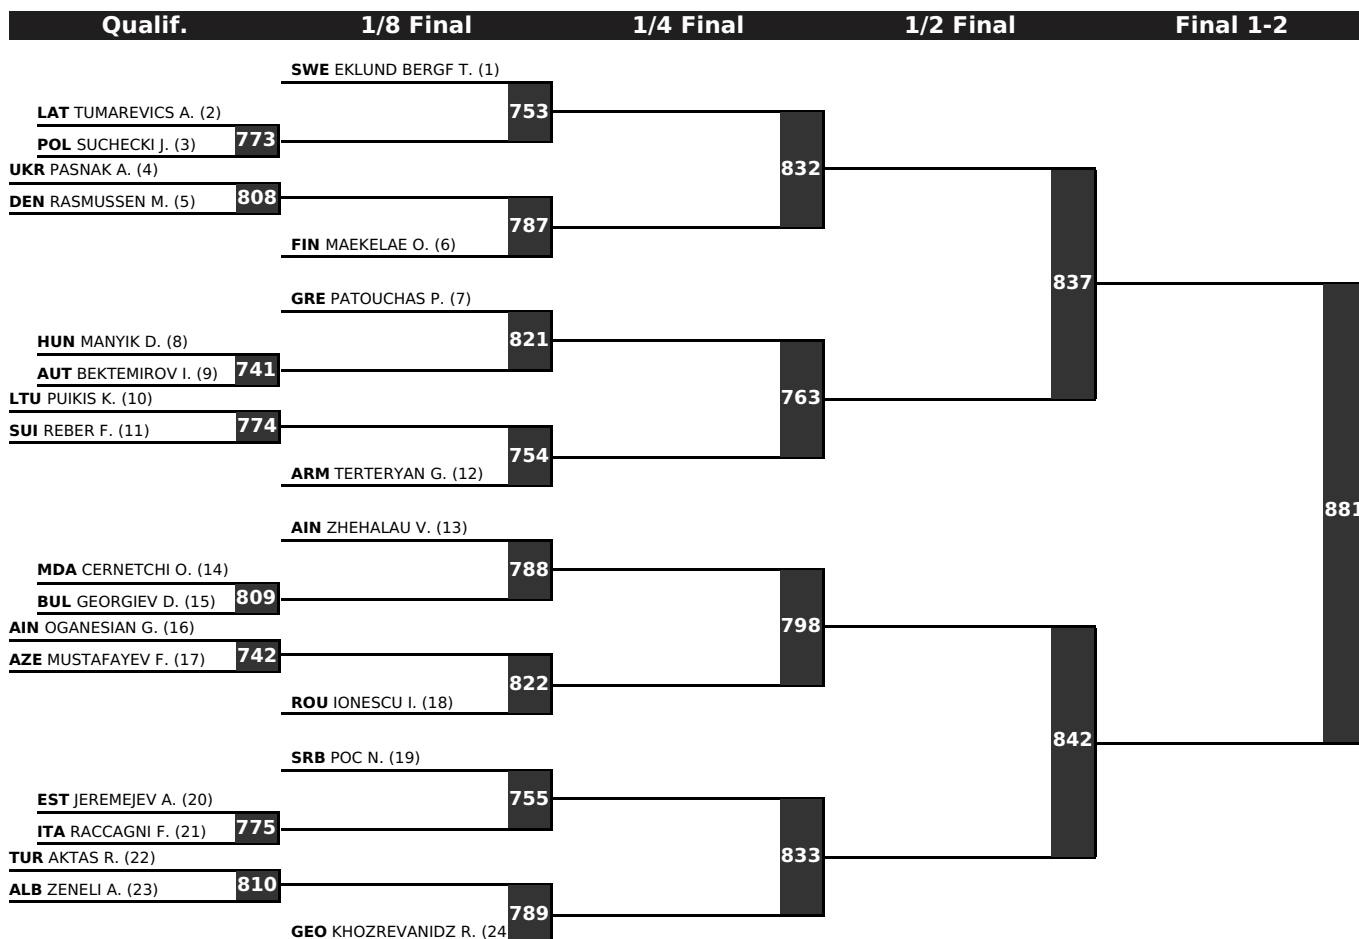 Qualif. 1/8 Final 1/4 Final 1/2 Final Final 1-2
SWE EKLUND BERGF T. (1)
753
LAT TUMAREVICS A. (2)
773
POL SUCHECKI J. (3)
832
UKR PASNAK A. (4)
808
DEN RASMUSSEN M. (5)
787
FIN MAEKELAE O. (6)
837
GRE PATOUCHAS P. (7)
821
HUN MANYIK D. (8)
741
AUT BEKTEMIROV I. (9)
763
LTU PUIKIS K. (10)
774
SUI REBER F. (11)
754
ARM TERTERYAN G. (12)
881
AIN ZHEHALAU V. (13)
788
MDA CERNETCHI O. (14)
809
BUL GEORGIEV D. (15)
798
AIN OGANESIAN G. (16)
742
AZE MUSTAFAYEV F. (17)
822
ROU IONESCU I. (18)
842
SRB POC N. (19)
755
EST JEREMEJEV A. (20)
775
ITA RACCAGNI F. (21)
833
TUR AKTAS R. (22)
810
ALB ZENELI A. (23)
789
GEO KHOZREVANIDZ R. (24